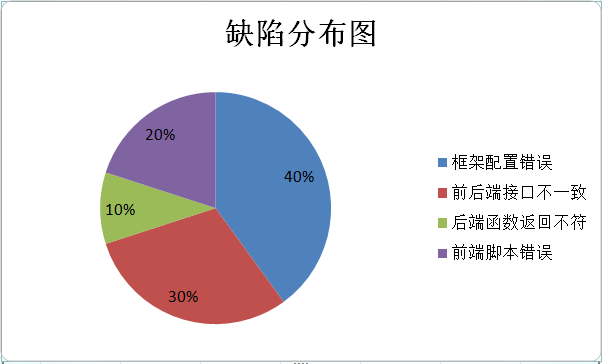 缺陷分布图
20%
40%
10%
30%
框架配置错误
前后端接口不一致
后端函数返回不符
前端脚本错误